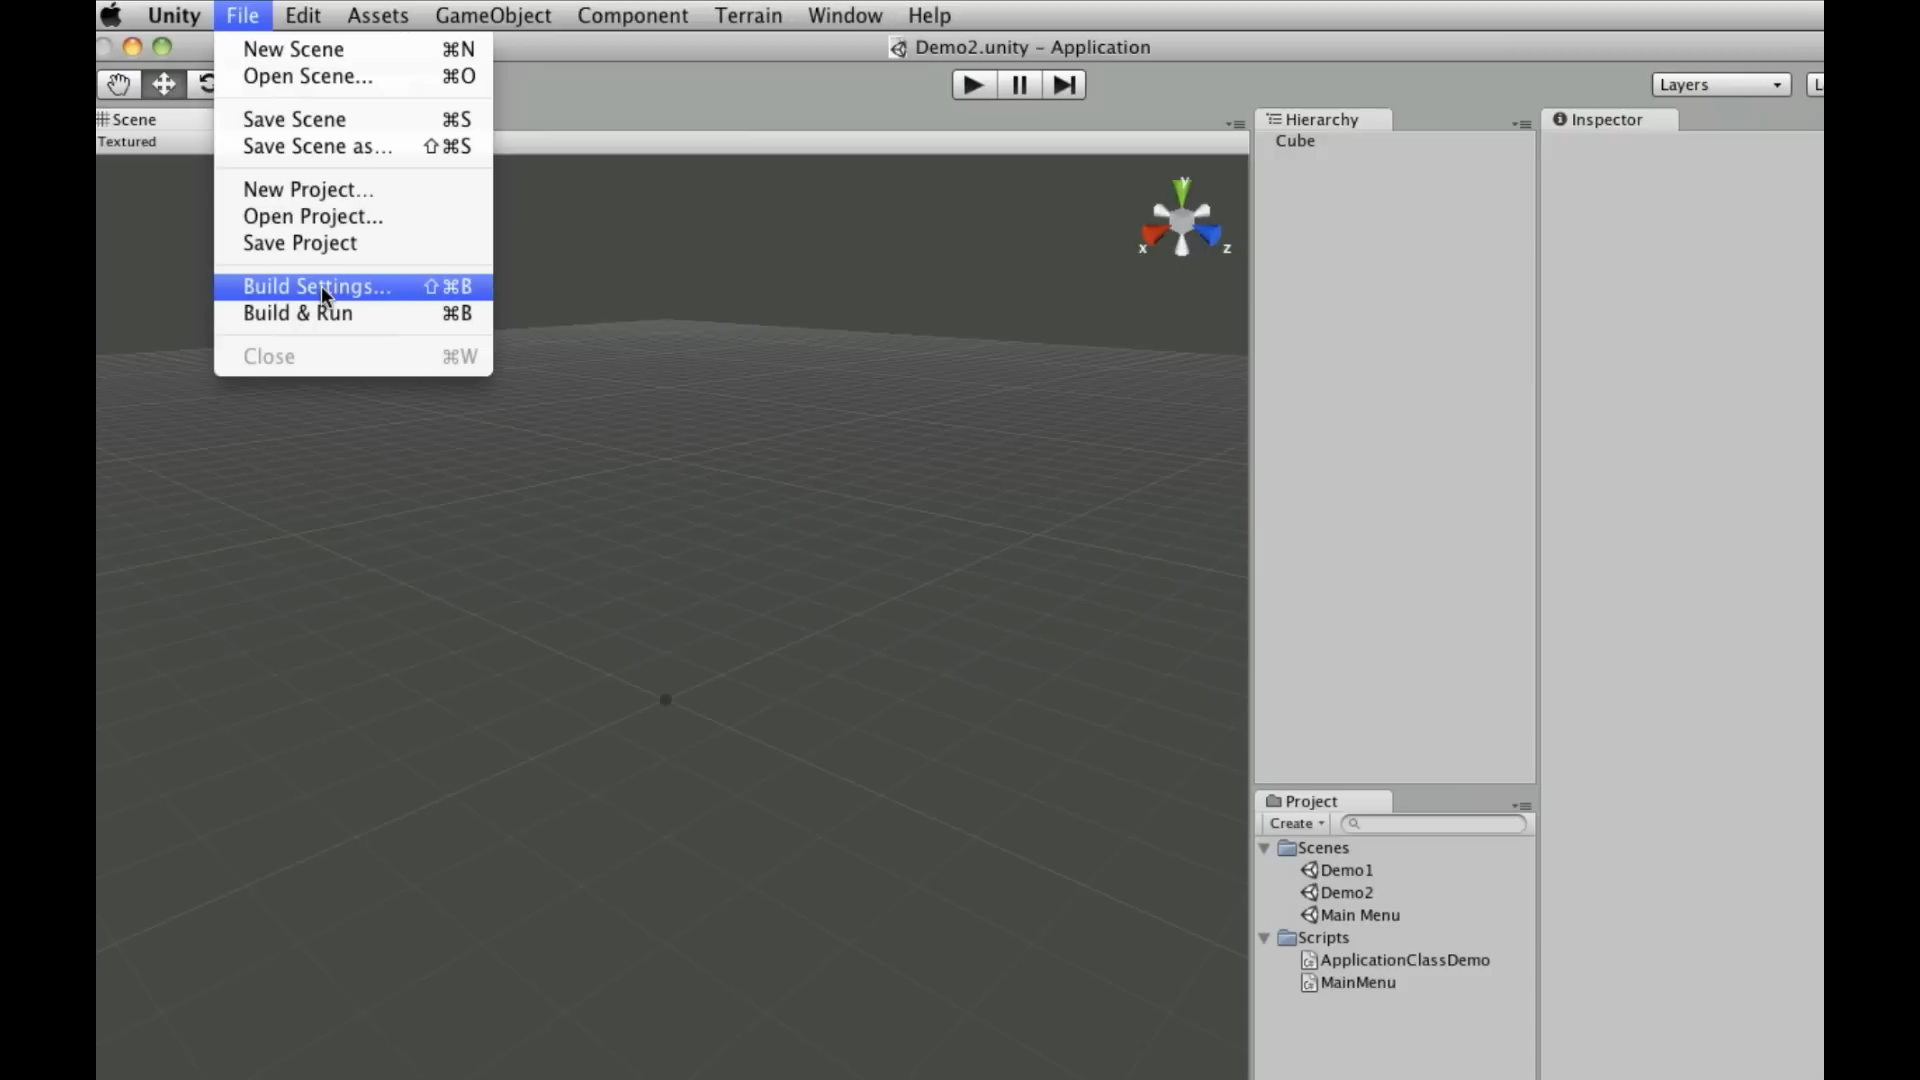 Unity File Edit Assets GameObject Component Terrain Window Help
Demo2.unity – Application
New Scene ⌘N
Open Scene... ⌘O
Save Scene ⌘S
Save Scene as... ⇧⌘S
New Project...
Open Project...
Save Project
Build Settings... ⇧⌘B
Build & Run ⌘B
Close ⌘W
Layers
Scene
Textured
y
x
z
Hierarchy
Cube
Inspector
Project
Create
Scenes
Demo1
Demo2
Main Menu
Scripts
ApplicationClassDemo
MainMenu